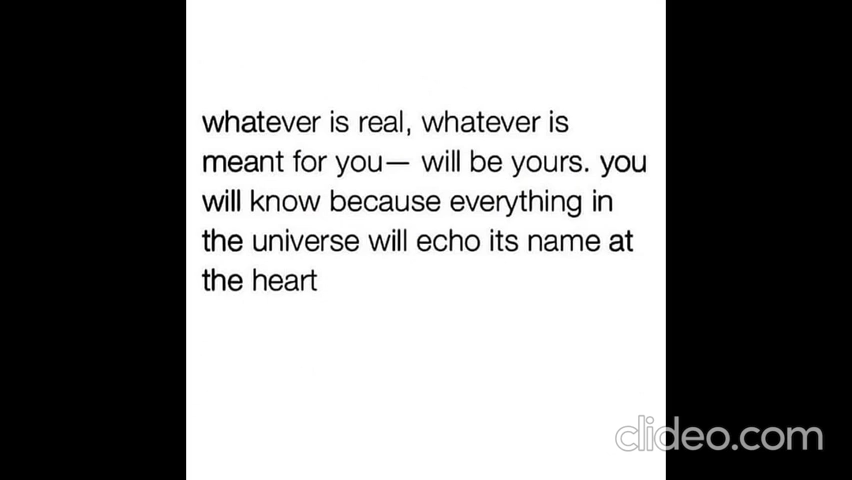 whatever is real, whatever is
meant for you— will be yours. you
will know because everything in
the universe will echo its name at
the heart
clideo.com